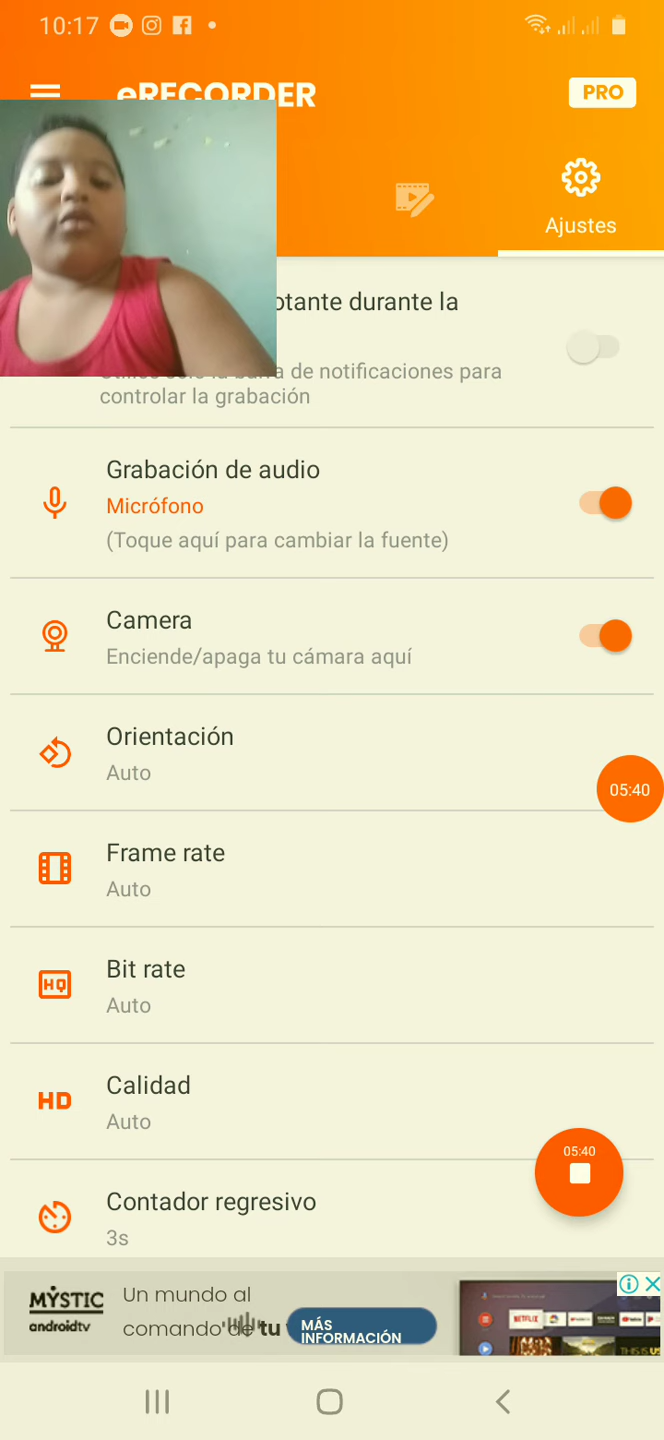 10:17
eRECORDER
PRO
Ajustes
durante la
de notificaciones para
controlar la grabación
Grabación de audio
Micrófono
(Toque aquí para cambiar la fuente)
Camera
Enciende/apaga tu cámara aquí
Orientación
Auto
05:40
Frame rate
Auto
HQ
Bit rate
Auto
HD
Calidad
Auto
05:40
Contador regresivo
3s
MYSTIC
androidtv
Un mundo al
comando de tu
MÁS
INFORMACIÓN
NETFLIX